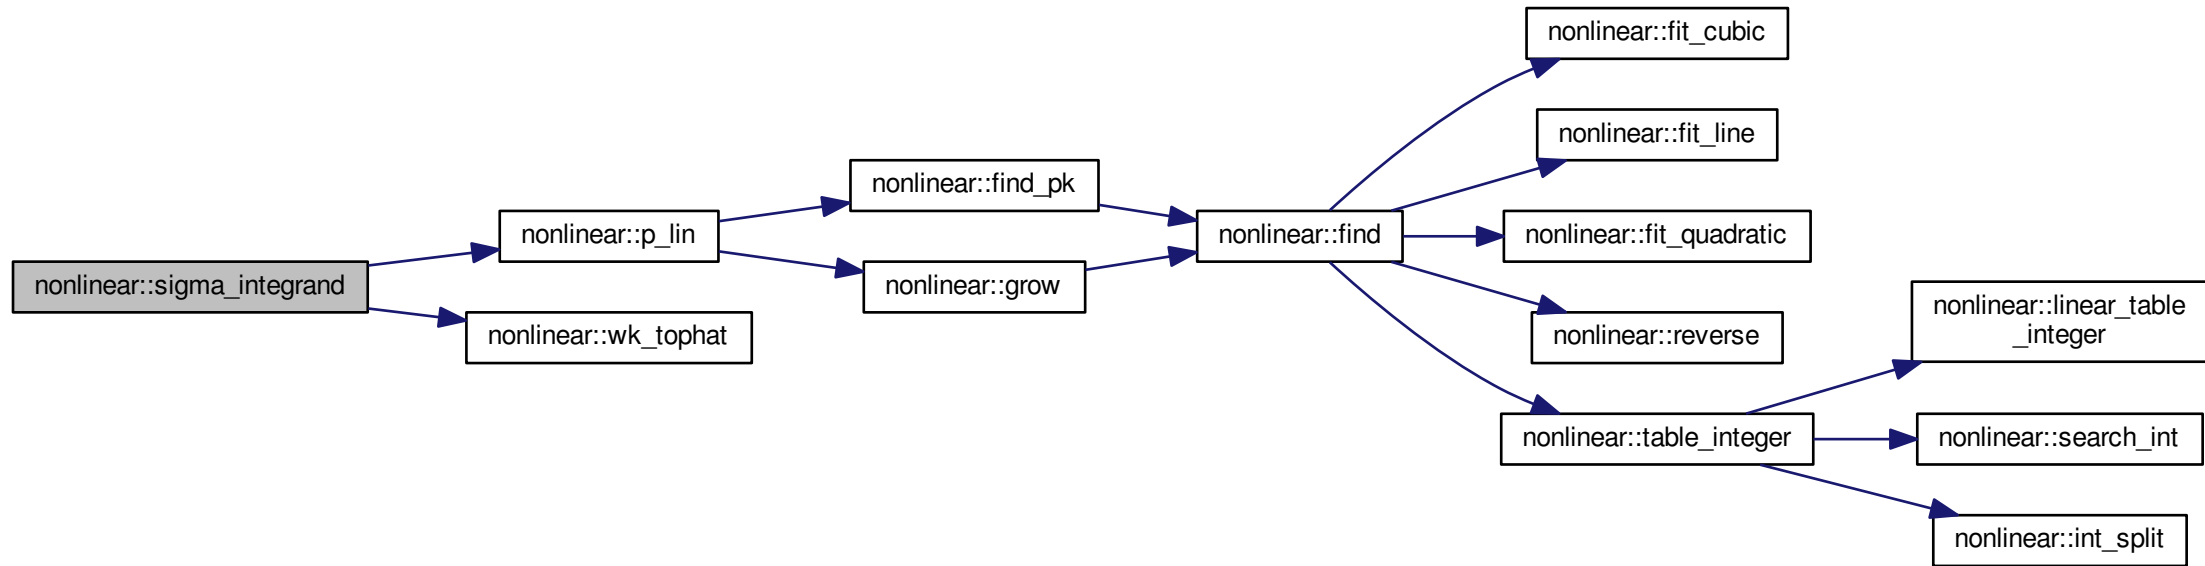 nonlinear::sigma_integrand
nonlinear::p_lin
nonlinear::wk_tophat
nonlinear::find_pk
nonlinear::grow
nonlinear::find
nonlinear::fit_cubic
nonlinear::fit_line
nonlinear::fit_quadratic
nonlinear::reverse
nonlinear::table_integer
nonlinear::linear_table
_integer
nonlinear::search_int
nonlinear::int_split